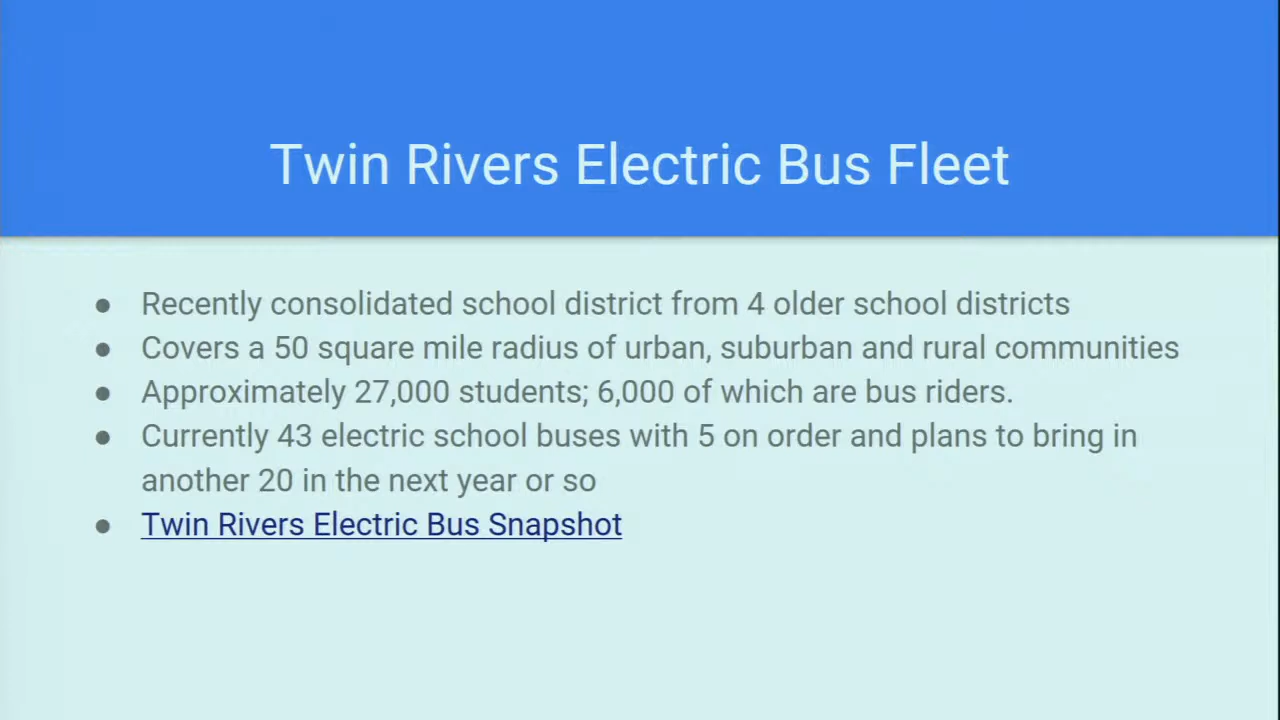 Twin Rivers Electric Bus Fleet
● Recently consolidated school district from 4 older school districts
● Covers a 50 square mile radius of urban, suburban and rural communities
● Approximately 27,000 students; 6,000 of which are bus riders.
● Currently 43 electric school buses with 5 on order and plans to bring in
another 20 in the next year or so
● Twin Rivers Electric Bus Snapshot